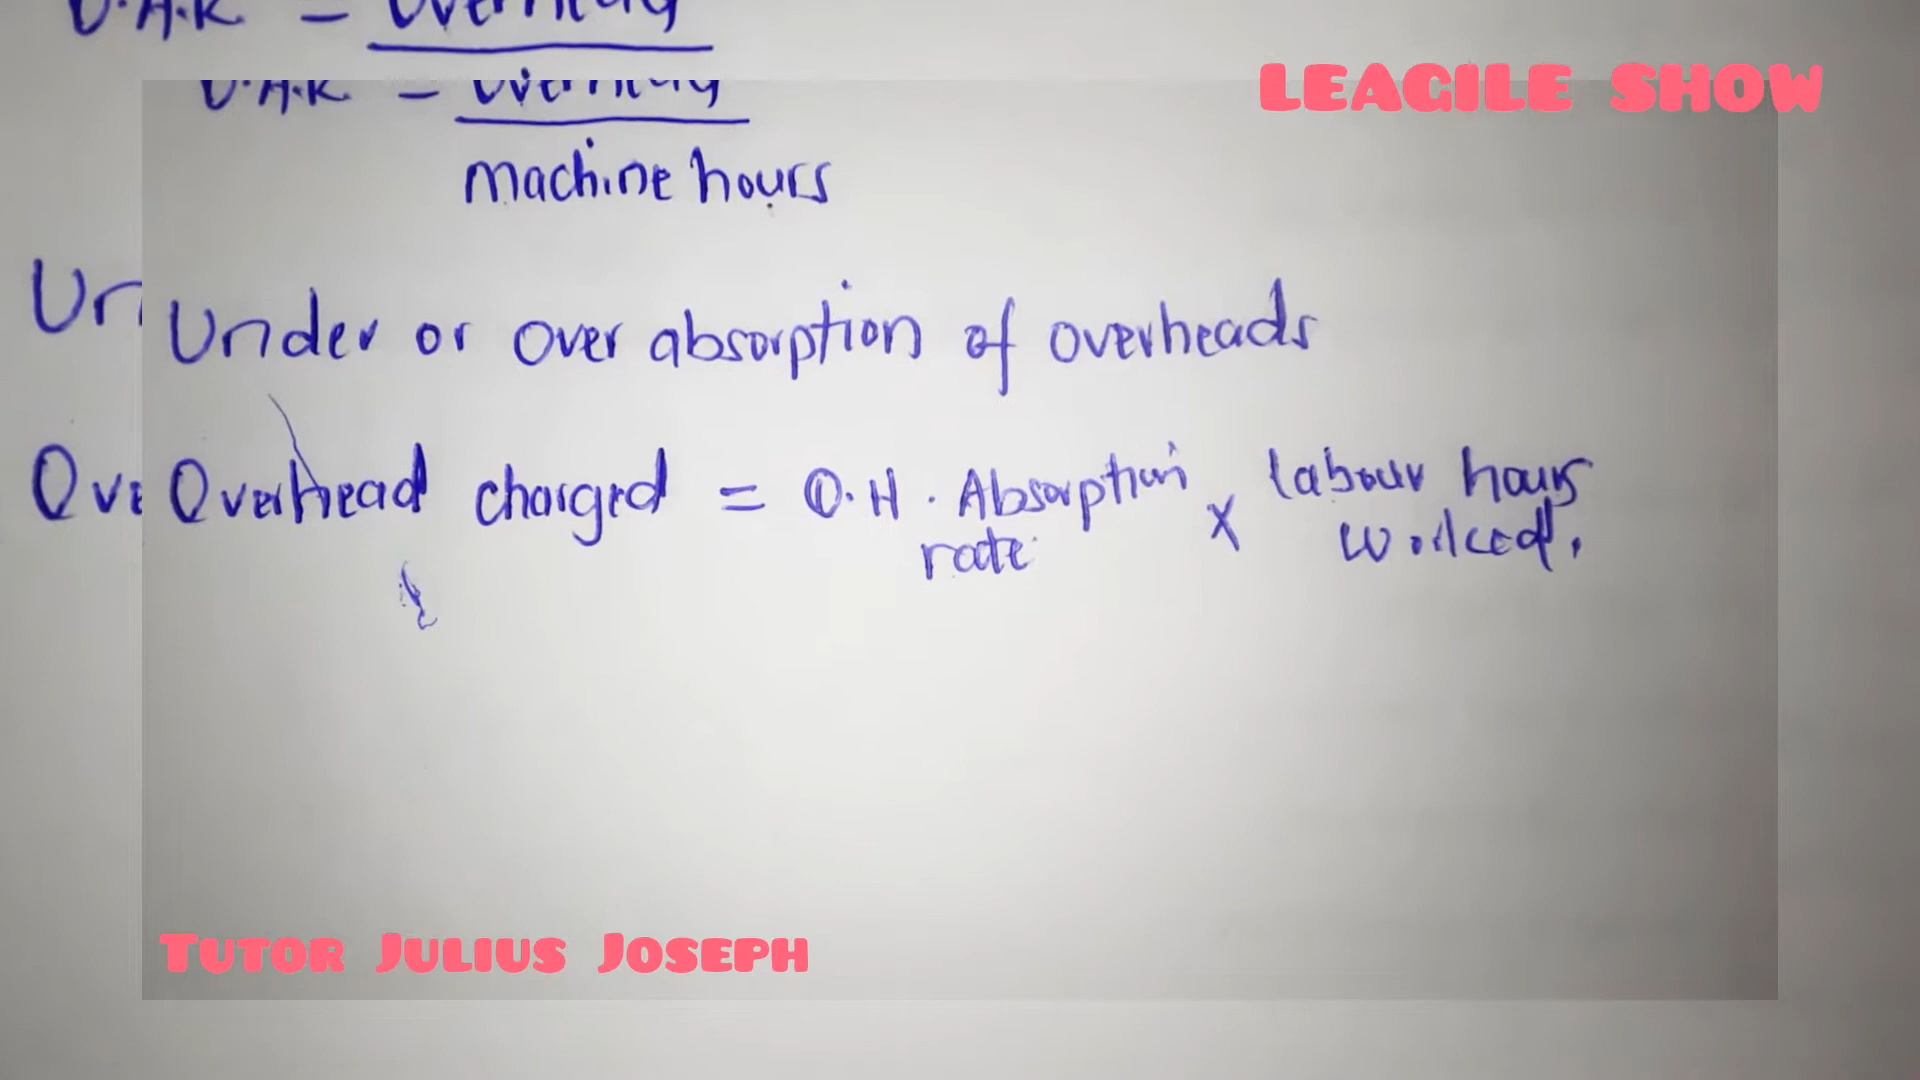 LEAGILE SHOW
O.A.R. =
machine hours
Under or over absorption of overheads
Overhead charged = O.H. Absorption rate x labour hours worked.
TUTOR JULIUS JOSEPH